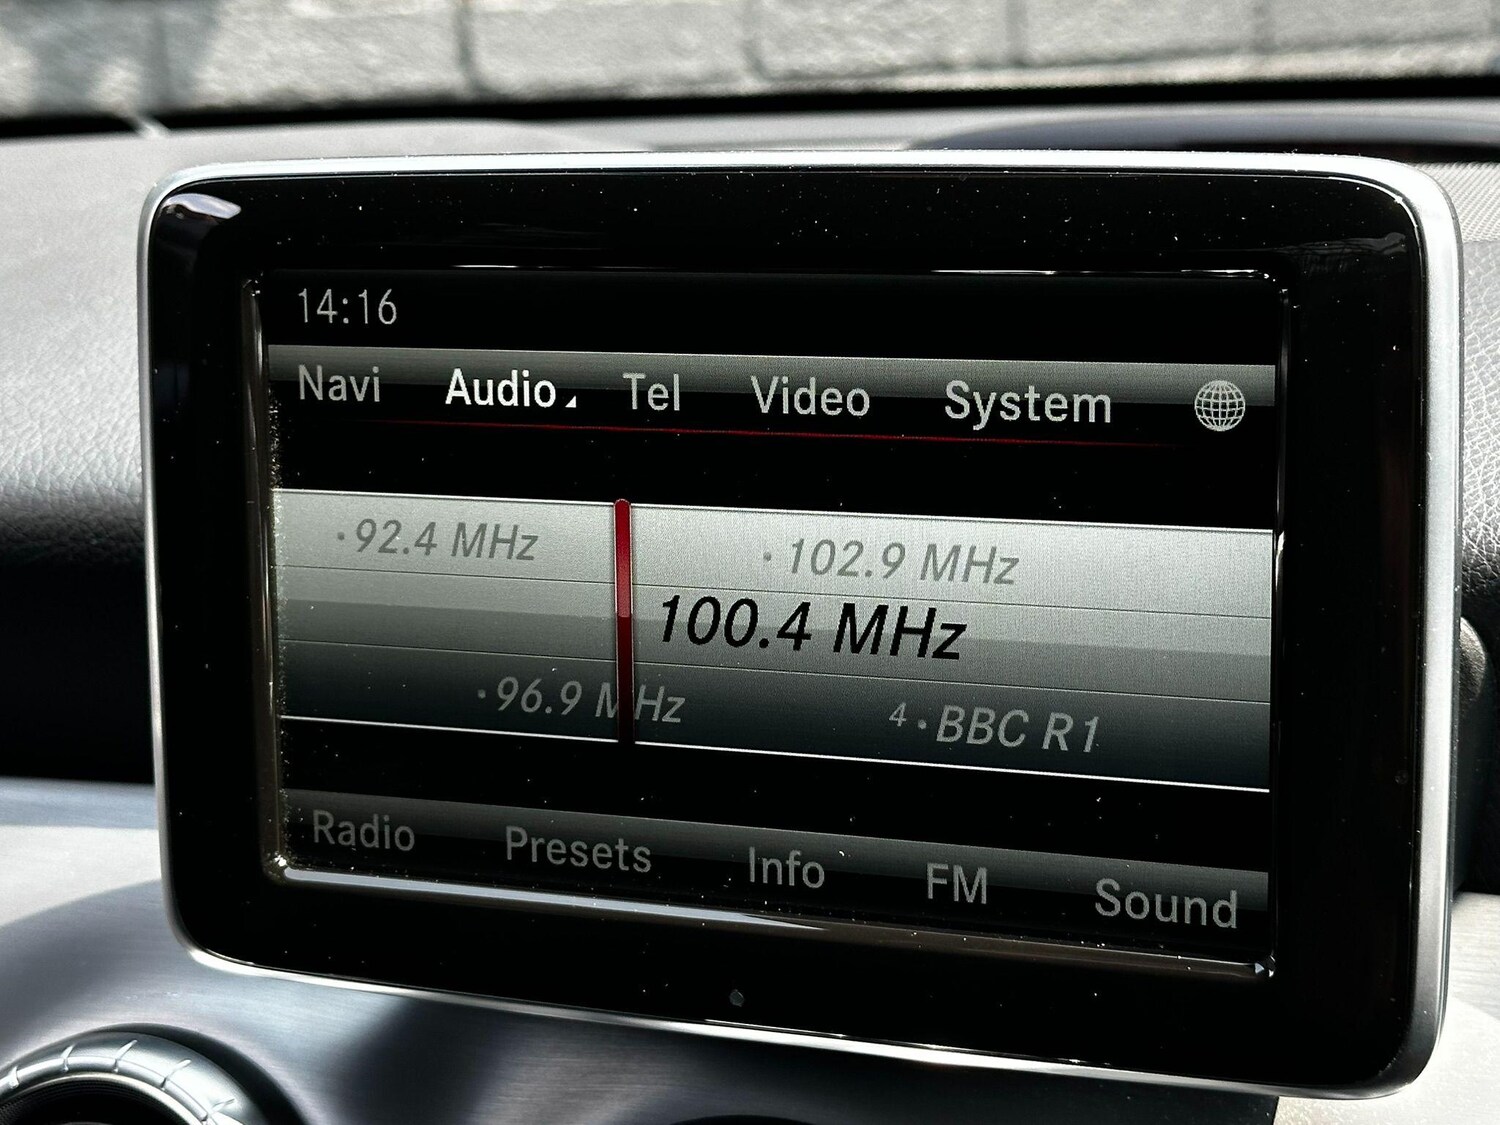 14:16
Navi Audio Tel Video System
·92.4 MHz ·102.9 MHz
100.4 MHz
·96.9 MHz 4·BBC R1
Radio Presets Info FM Sound